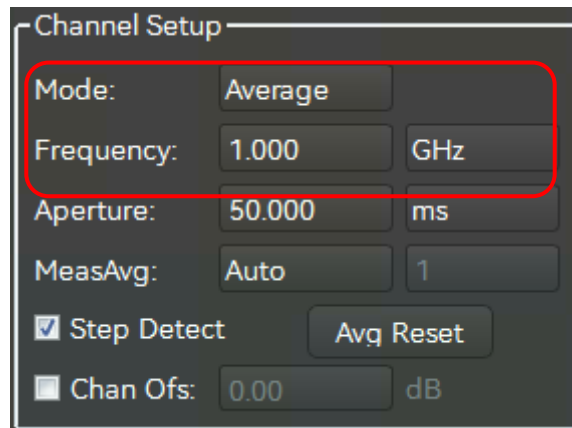 Channel Setup
Mode: Average
Frequency: 1.000 GHz
Aperture: 50.000 ms
MeasAvg: Auto 1
Step Detect Avg Reset
Chan Ofs: 0.00 dB